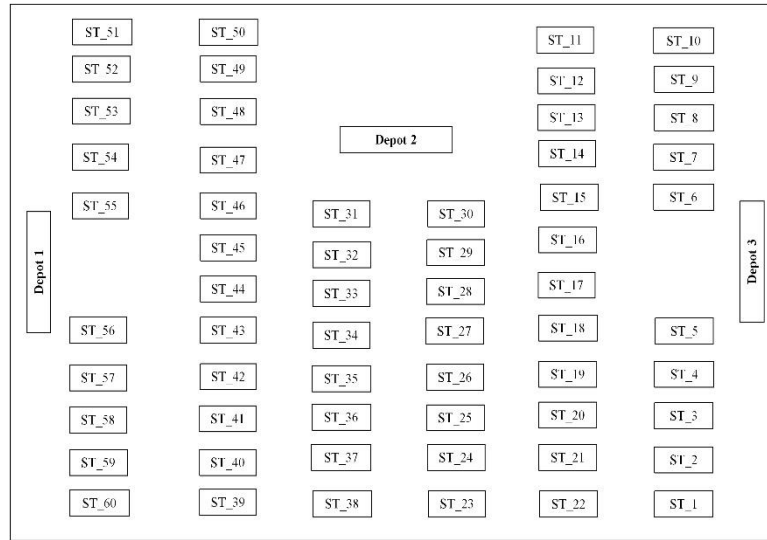 ST_51 ST_50 ST_11 ST_10
ST_52 ST_49 ST_12 ST_9
ST_53 ST_48 ST_13 ST_8
Depot 2
ST_54 ST_47 ST_14 ST_7
ST_55 ST_46 ST_31 ST_30 ST_15 ST_6
Depot 1
Depot 3
ST_45 ST_32 ST_29 ST_16
ST_44 ST_33 ST_28 ST_17
ST_56 ST_43 ST_34 ST_27 ST_18 ST_5
ST_57 ST_42 ST_35 ST_26 ST_19 ST_4
ST_58 ST_41 ST_36 ST_25 ST_20 ST_3
ST_59 ST_40 ST_37 ST_24 ST_21 ST_2
ST_60 ST_39 ST_38 ST_23 ST_22 ST_1